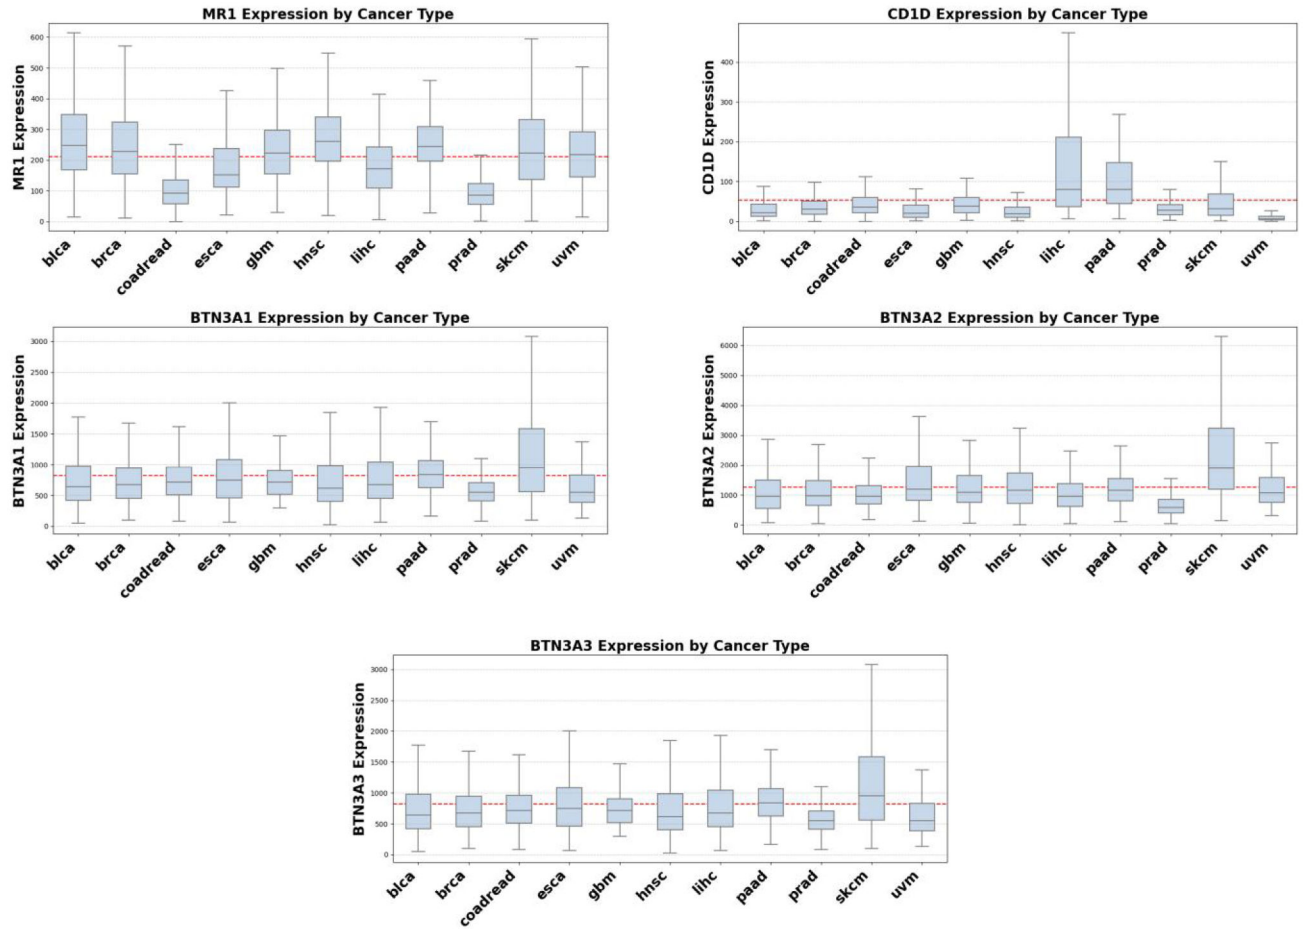 MR1 Expression by Cancer Type
MR1 Expression
600
500
400
300
200
100
0
blca
brca
coadread
esca
gbm
hnsc
lihc
paad
prad
skcm
uvm
CD1D Expression by Cancer Type
CD1D Expression
400
300
200
100
0
blca
brca
coadread
esca
gbm
hnsc
lihc
paad
prad
skcm
uvm
BTN3A1 Expression by Cancer Type
BTN3A1 Expression
3000
2500
2000
1500
1000
500
0
blca
brca
coadread
esca
gbm
hnsc
lihc
paad
prad
skcm
uvm
BTN3A2 Expression by Cancer Type
BTN3A2 Expression
6000
5000
4000
3000
2000
1000
0
blca
brca
coadread
esca
gbm
hnsc
lihc
paad
prad
skcm
uvm
BTN3A3 Expression by Cancer Type
BTN3A3 Expression
3000
2500
2000
1500
1000
500
0
blca
brca
coadread
esca
gbm
hnsc
lihc
paad
prad
skcm
uvm